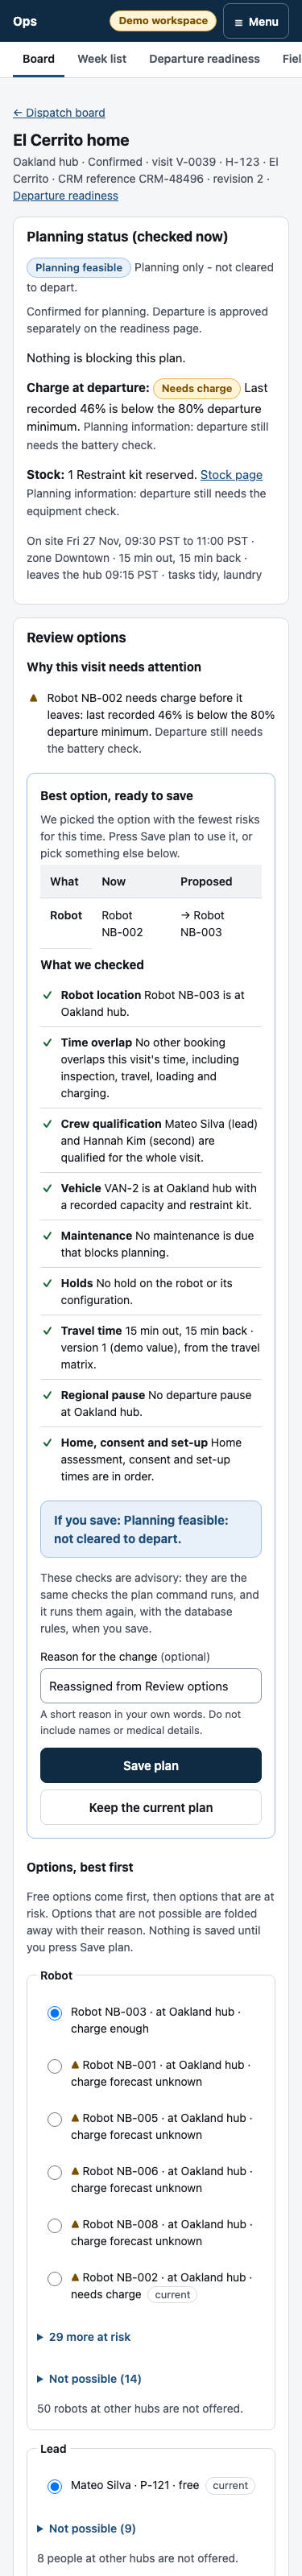 Ops
Demo workspace
≡ Menu
Board Week list Departure readiness Fiel
← Dispatch board
El Cerrito home
Oakland hub · Confirmed · visit V-0039 · H-123 · El
Cerrito · CRM reference CRM-48496 · revision 2 ·
Departure readiness
Planning status (checked now)
Planning feasible Planning only - not cleared
to depart.
Confirmed for planning. Departure is approved
separately on the readiness page.
Nothing is blocking this plan.
Charge at departure: Needs charge Last
recorded 46% is below the 80% departure
minimum. Planning information: departure still
needs the battery check.
Stock: 1 Restraint kit reserved. Stock page
Planning information: departure still needs the
equipment check.
On site Fri 27 Nov, 09:30 PST to 11:00 PST ·
zone Downtown · 15 min out, 15 min back ·
leaves the hub 09:15 PST · tasks tidy, laundry
Review options
Why this visit needs attention
Robot NB-002 needs charge before it
leaves: last recorded 46% is below the 80%
departure minimum. Departure still needs
the battery check.
Best option, ready to save
We picked the option with the fewest risks
for this time. Press Save plan to use it, or
pick something else below.
What Now Proposed
Robot Robot → Robot
NB-002 NB-003
What we checked
✓ Robot location Robot NB-003 is at
Oakland hub.
✓ Time overlap No other booking
overlaps this visit's time, including
inspection, travel, loading and
charging.
✓ Crew qualification Mateo Silva (lead)
and Hannah Kim (second) are
qualified for the whole visit.
✓ Vehicle VAN-2 is at Oakland hub with
a recorded capacity and restraint kit.
✓ Maintenance No maintenance is due
that blocks planning.
✓ Holds No hold on the robot or its
configuration.
✓ Travel time 15 min out, 15 min back ·
version 1 (demo value), from the travel
matrix.
✓ Regional pause No departure pause
at Oakland hub.
✓ Home, consent and set-up Home
assessment, consent and set-up
times are in order.
If you save: Planning feasible:
not cleared to depart.
These checks are advisory: they are the
same checks the plan command runs, and
it runs them again, with the database
rules, when you save.
Reason for the change (optional)
Reassigned from Review options
A short reason in your own words. Do not
include names or medical details.
Save plan
Keep the current plan
Options, best first
Free options come first, then options that are at
risk. Options that are not possible are folded
away with their reason. Nothing is saved until
you press Save plan.
Robot
Robot NB-003 · at Oakland hub ·
charge enough
Robot NB-001 · at Oakland hub ·
charge forecast unknown
Robot NB-005 · at Oakland hub ·
charge forecast unknown
Robot NB-006 · at Oakland hub ·
charge forecast unknown
Robot NB-008 · at Oakland hub ·
charge forecast unknown
Robot NB-002 · at Oakland hub ·
needs charge current
▶ 29 more at risk
▶ Not possible (14)
50 robots at other hubs are not offered.
Lead
Mateo Silva · P-121 · free current
▶ Not possible (9)
8 people at other hubs are not offered.